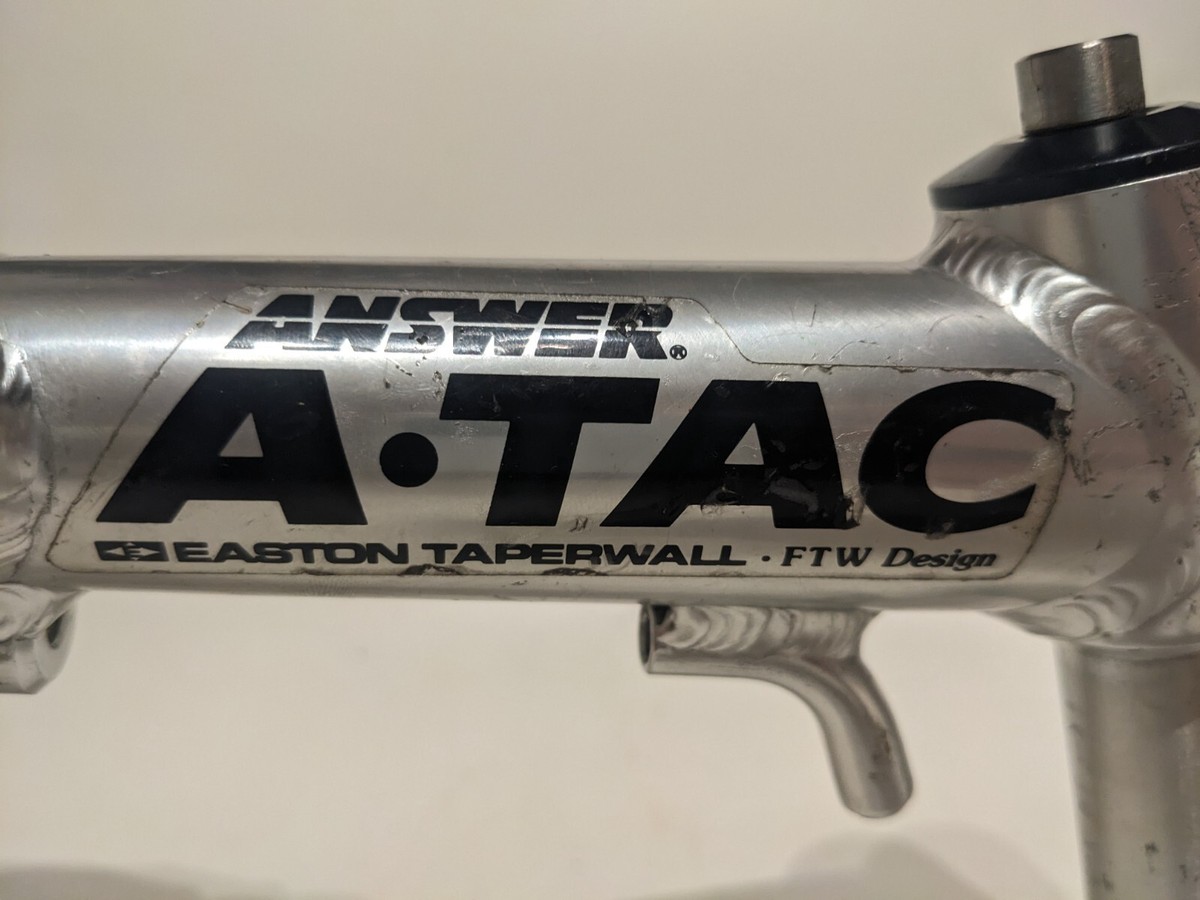 ANSWER®
A•TAC
E EASTON TAPERWALL · FTW Design